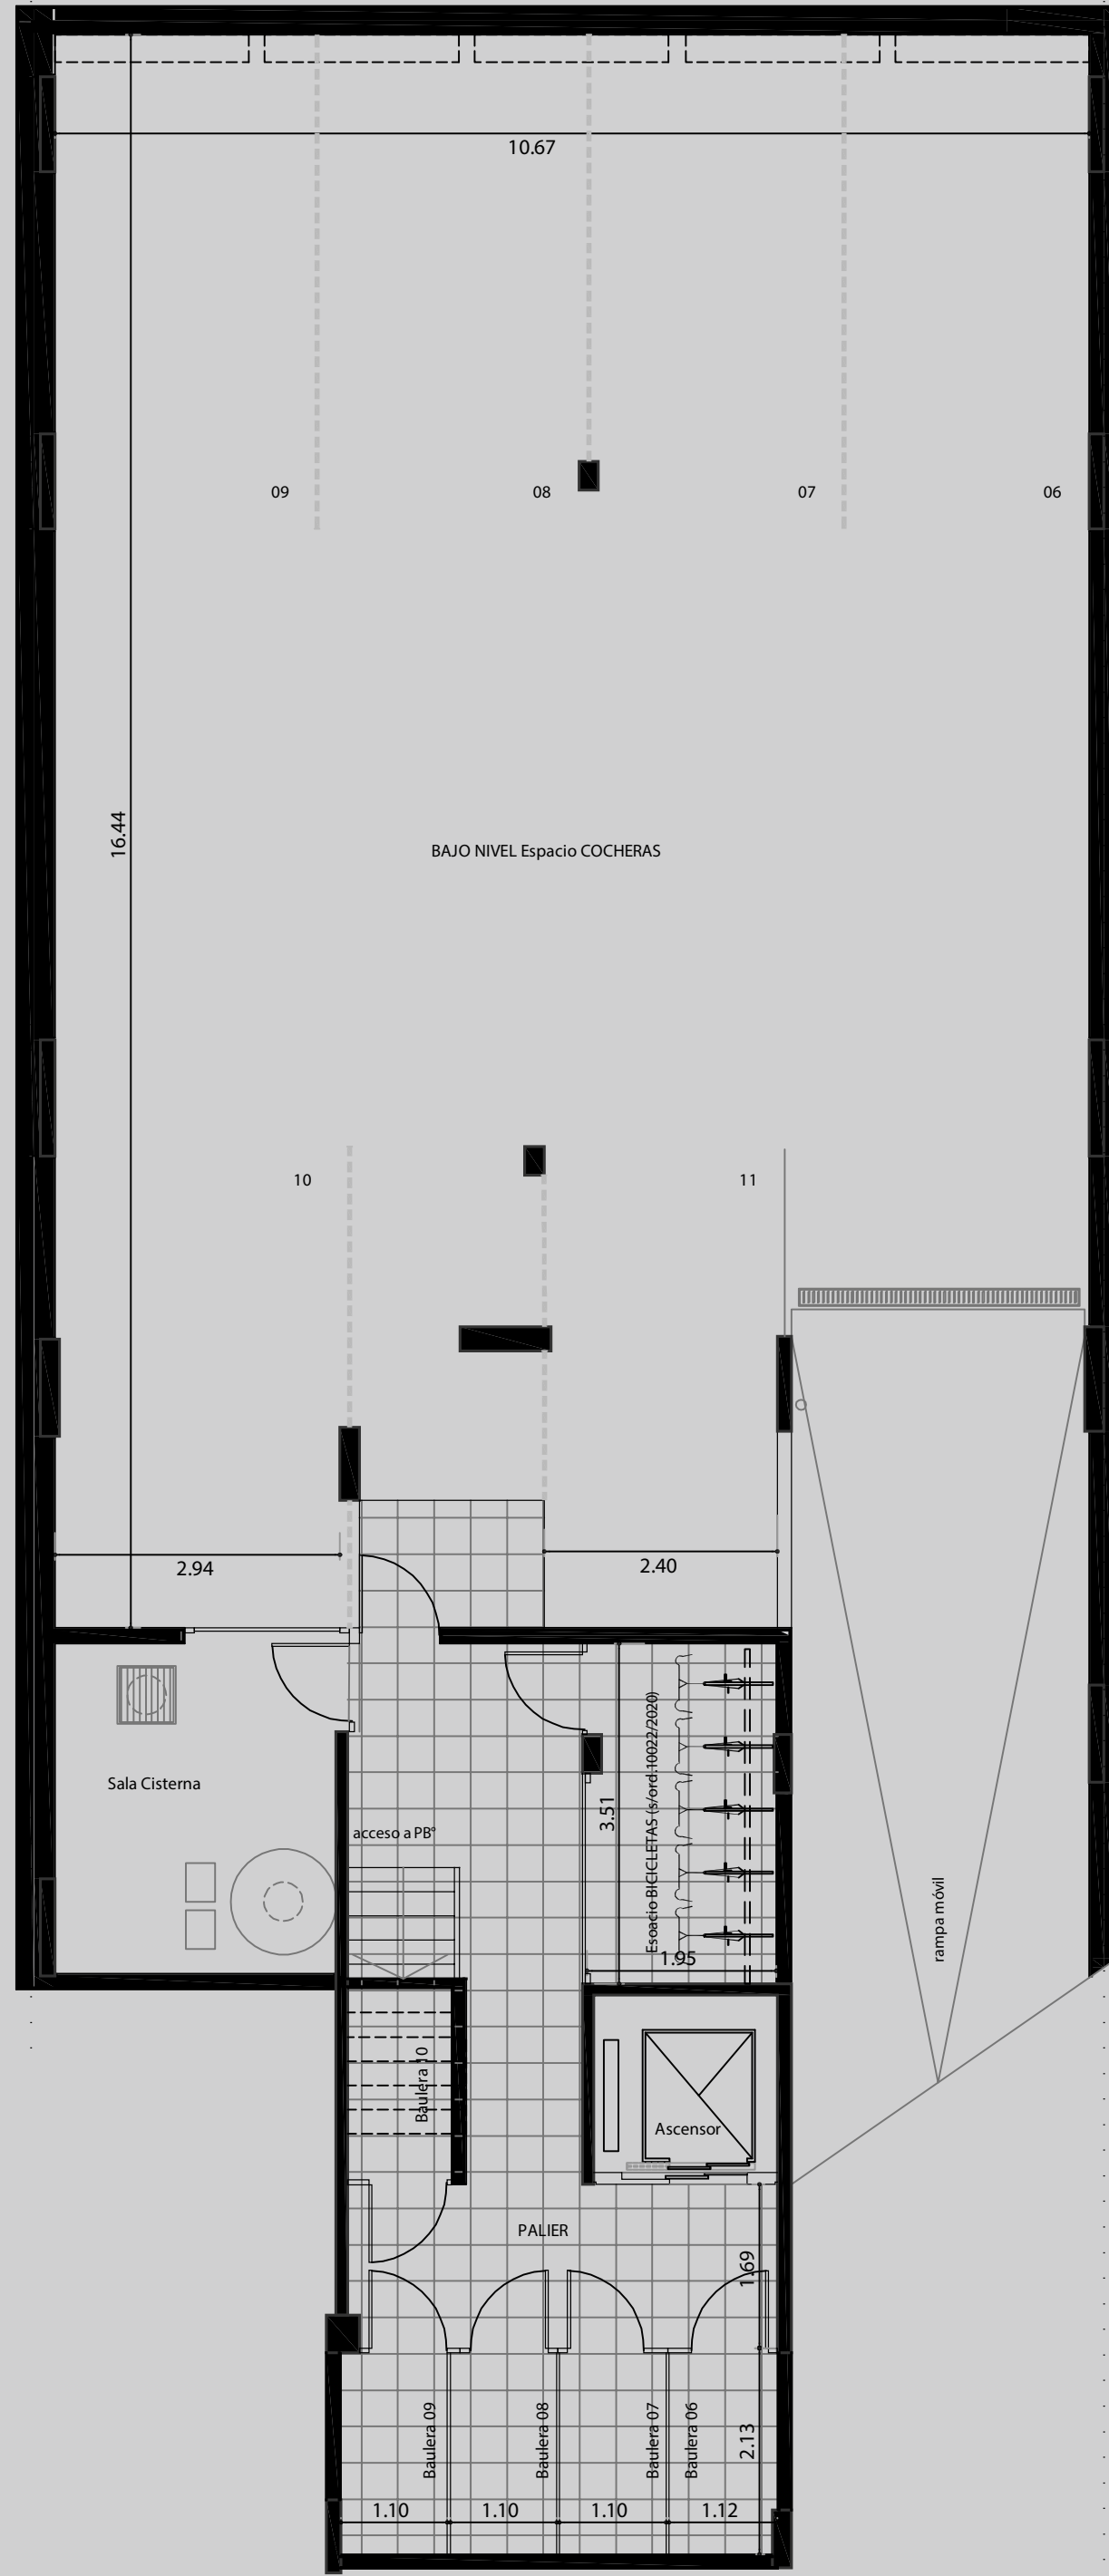 10.67
09
08
07
06
16.44
BAJO NIVEL Espacio COCHERAS
10
11
2.94
2.40
Sala Cisterna
acceso a PB°
3.51
Esoacio BICICLETAS (s/ord.10022/2020)
1.95
rampa móvil
Baulera 10
Ascensor
PALIER
1.69
Baulera 09
Baulera 08
Baulera 07
Baulera 06
2.13
1.10
1.10
1.10
1.12